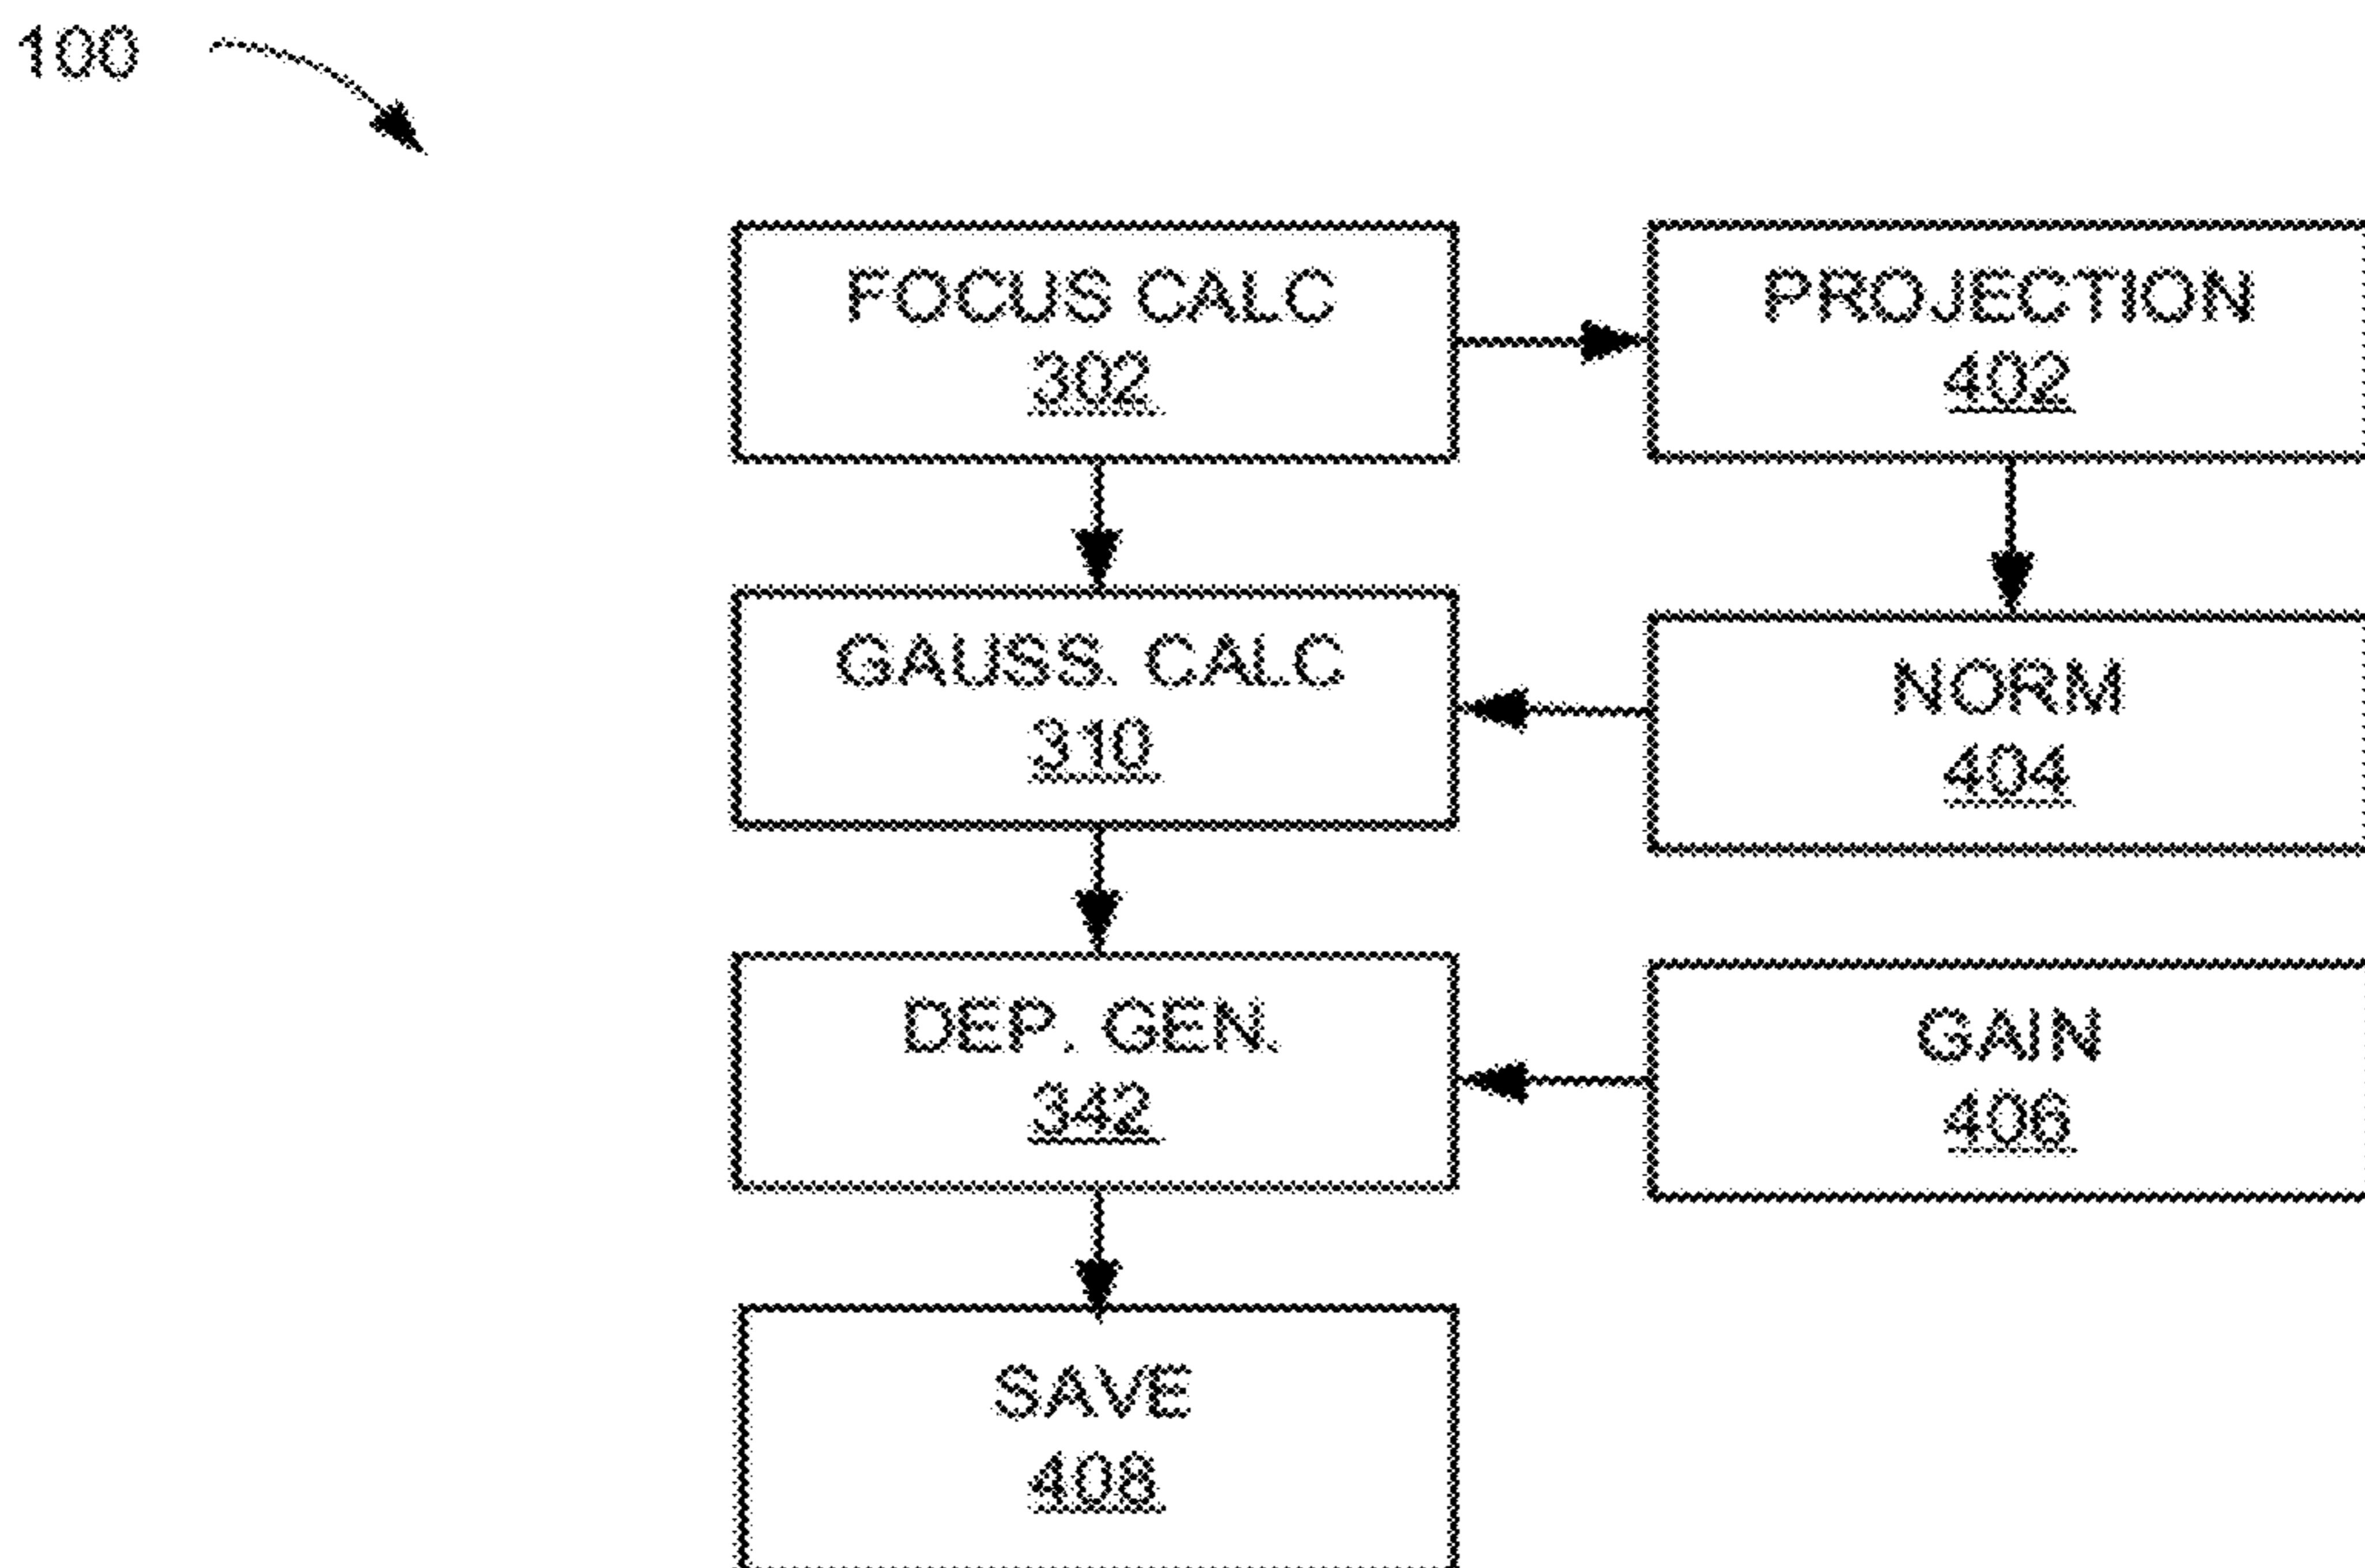 100
FOCUS CALC
302
PROJECTION
402
GAUSS. CALC
310
NORM
404
DEP. GEN.
342
GAIN
406
SAVE
408